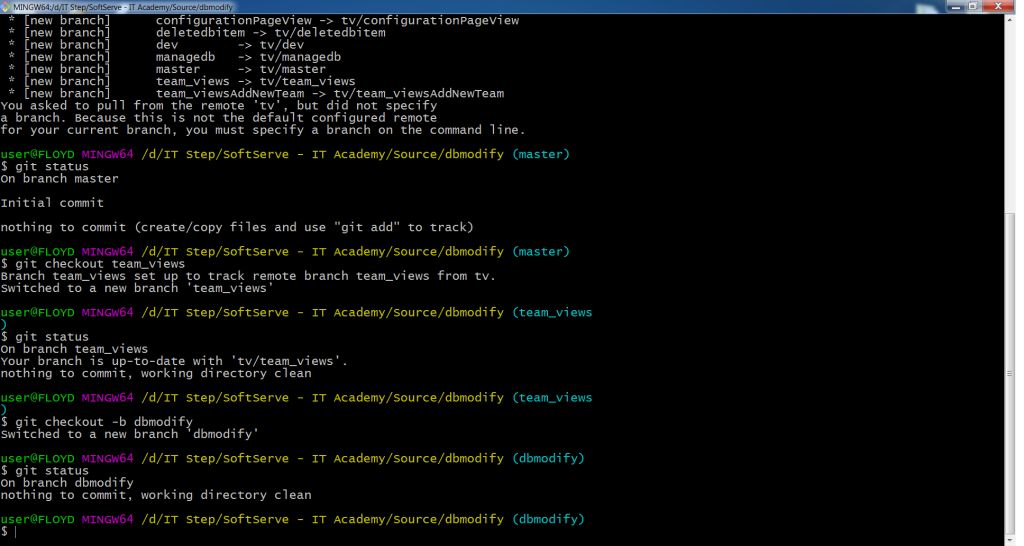 MINGW64:/d/IT Step/SoftServe - IT Academy/Source/dbmodify
* [new branch]      configurationPageView -> tv/configurationPageView
* [new branch]      deletedbitem -> tv/deletedbitem
* [new branch]      dev        -> tv/dev
* [new branch]      managedb   -> tv/managedb
* [new branch]      master     -> tv/master
* [new branch]      team_views -> tv/team_views
* [new branch]      team_viewsAddNewTeam -> tv/team_viewsAddNewTeam
You asked to pull from the remote 'tv', but did not specify
a branch. Because this is not the default configured remote
for your current branch, you must specify a branch on the command line.
user@FLOYD MINGW64 /d/IT Step/SoftServe - IT Academy/Source/dbmodify (master)
$ git status
On branch master
Initial commit
nothing to commit (create/copy files and use "git add" to track)
user@FLOYD MINGW64 /d/IT Step/SoftServe - IT Academy/Source/dbmodify (master)
$ git checkout team_views
Branch team_views set up to track remote branch team_views from tv.
Switched to a new branch 'team_views'
user@FLOYD MINGW64 /d/IT Step/SoftServe - IT Academy/Source/dbmodify (team_views
)
$ git status
On branch team_views
Your branch is up-to-date with 'tv/team_views'.
nothing to commit, working directory clean
user@FLOYD MINGW64 /d/IT Step/SoftServe - IT Academy/Source/dbmodify (team_views
)
$ git checkout -b dbmodify
Switched to a new branch 'dbmodify'
user@FLOYD MINGW64 /d/IT Step/SoftServe - IT Academy/Source/dbmodify (dbmodify)
$ git status
On branch dbmodify
nothing to commit, working directory clean
user@FLOYD MINGW64 /d/IT Step/SoftServe - IT Academy/Source/dbmodify (dbmodify)
$